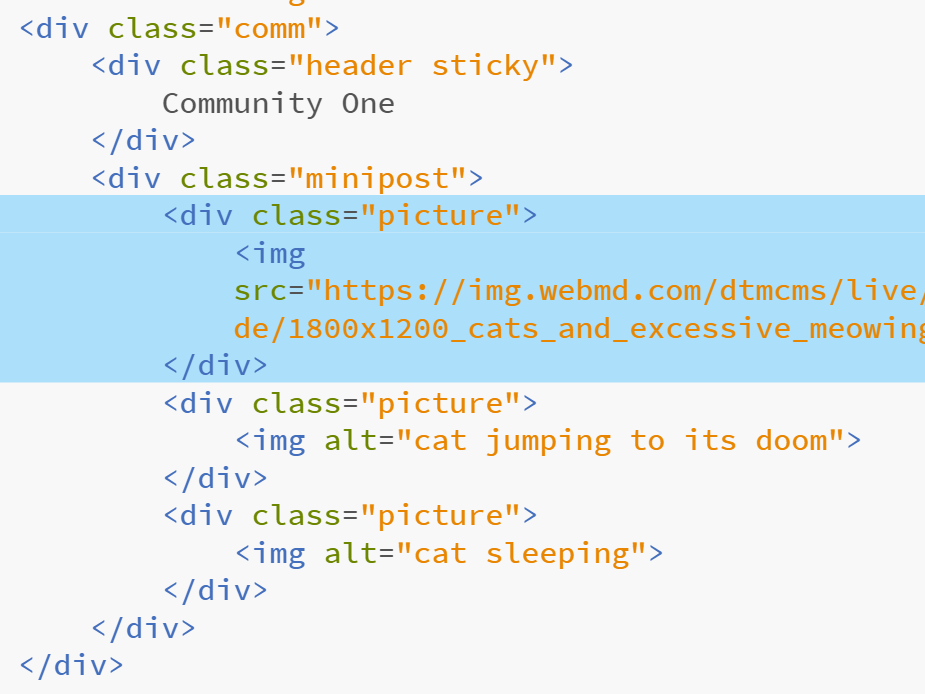 <div class="comm">
<div class="header sticky">
Community One
</div>
<div class="minipost">
<div class="picture">
<img
src="https://img.webmd.com/dtmcms/live/
de/1800x1200_cats_and_excessive_meowing
</div>
<div class="picture">
<img alt="cat jumping to its doom">
</div>
<div class="picture">
<img alt="cat sleeping">
</div>
</div>
</div>